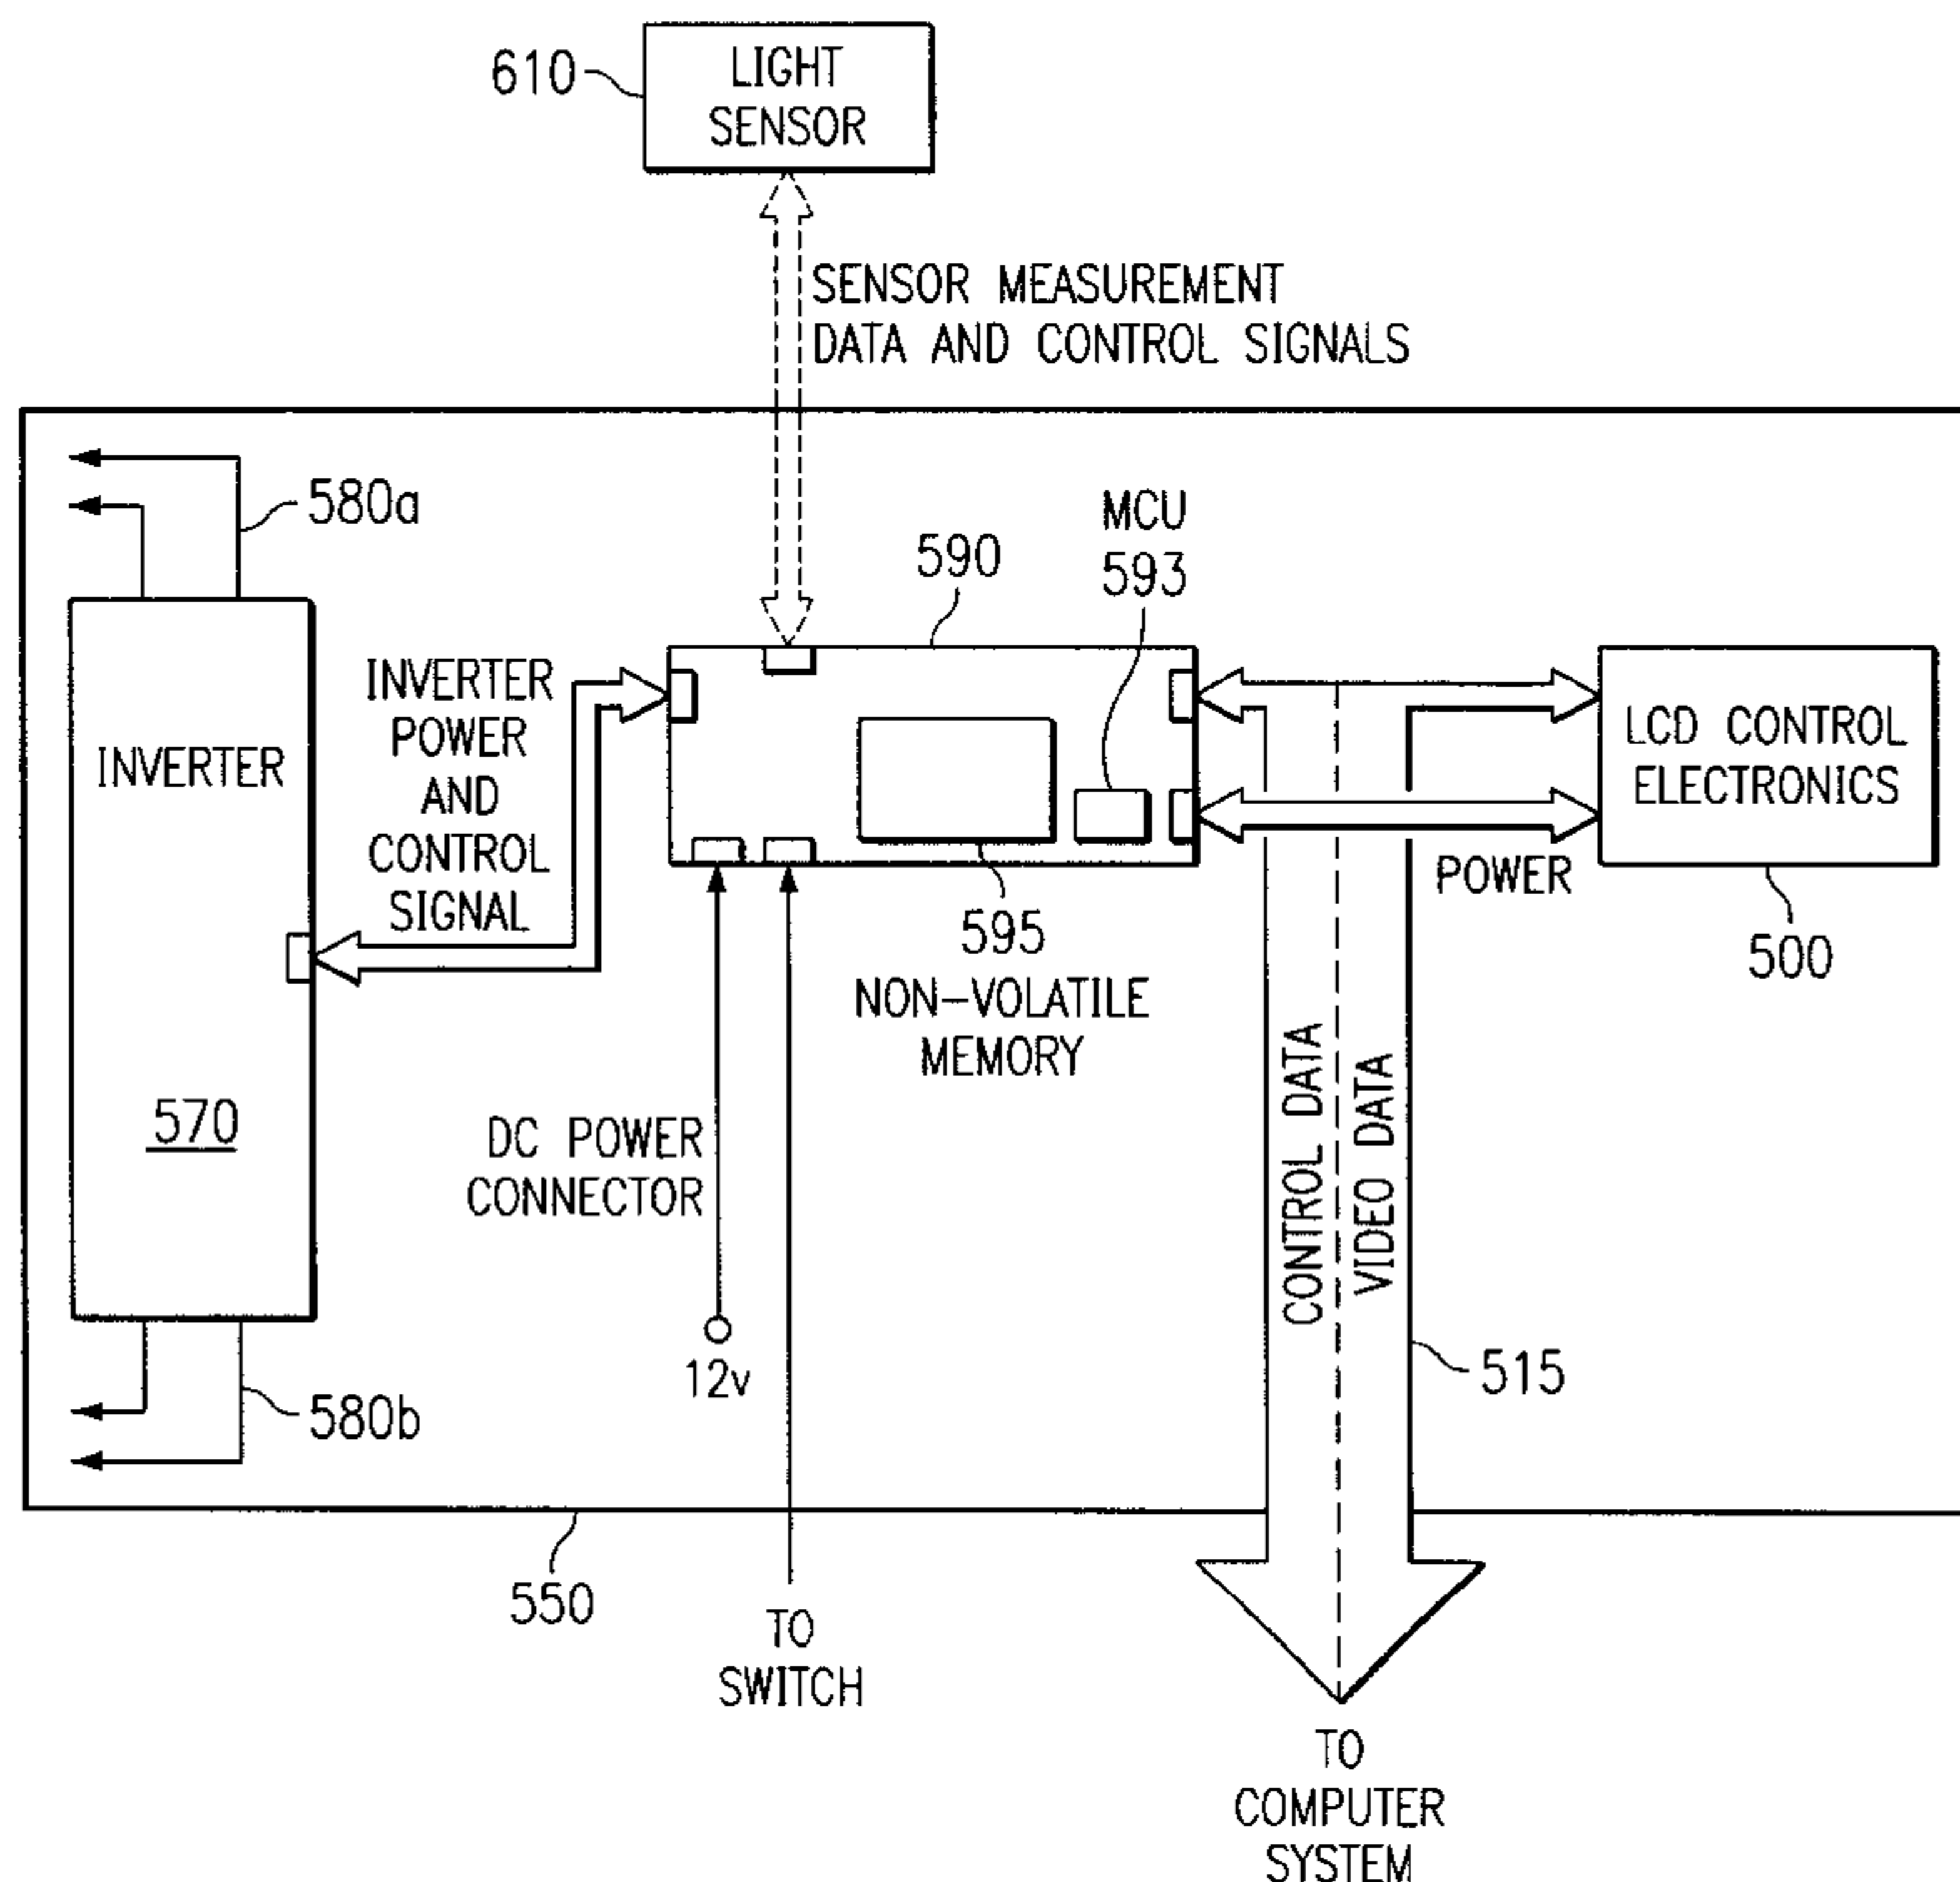 610
LIGHT
SENSOR
SENSOR MEASUREMENT
DATA AND CONTROL SIGNALS
580a
590
MCU
593
INVERTER
POWER
AND
CONTROL
SIGNAL
INVERTER
570
LCD CONTROL
ELECTRONICS
POWER
500
595
NON-VOLATILE
MEMORY
DC POWER
CONNECTOR
12v
CONTROL DATA
VIDEO DATA
515
580b
550
TO
SWITCH
TO
COMPUTER
SYSTEM